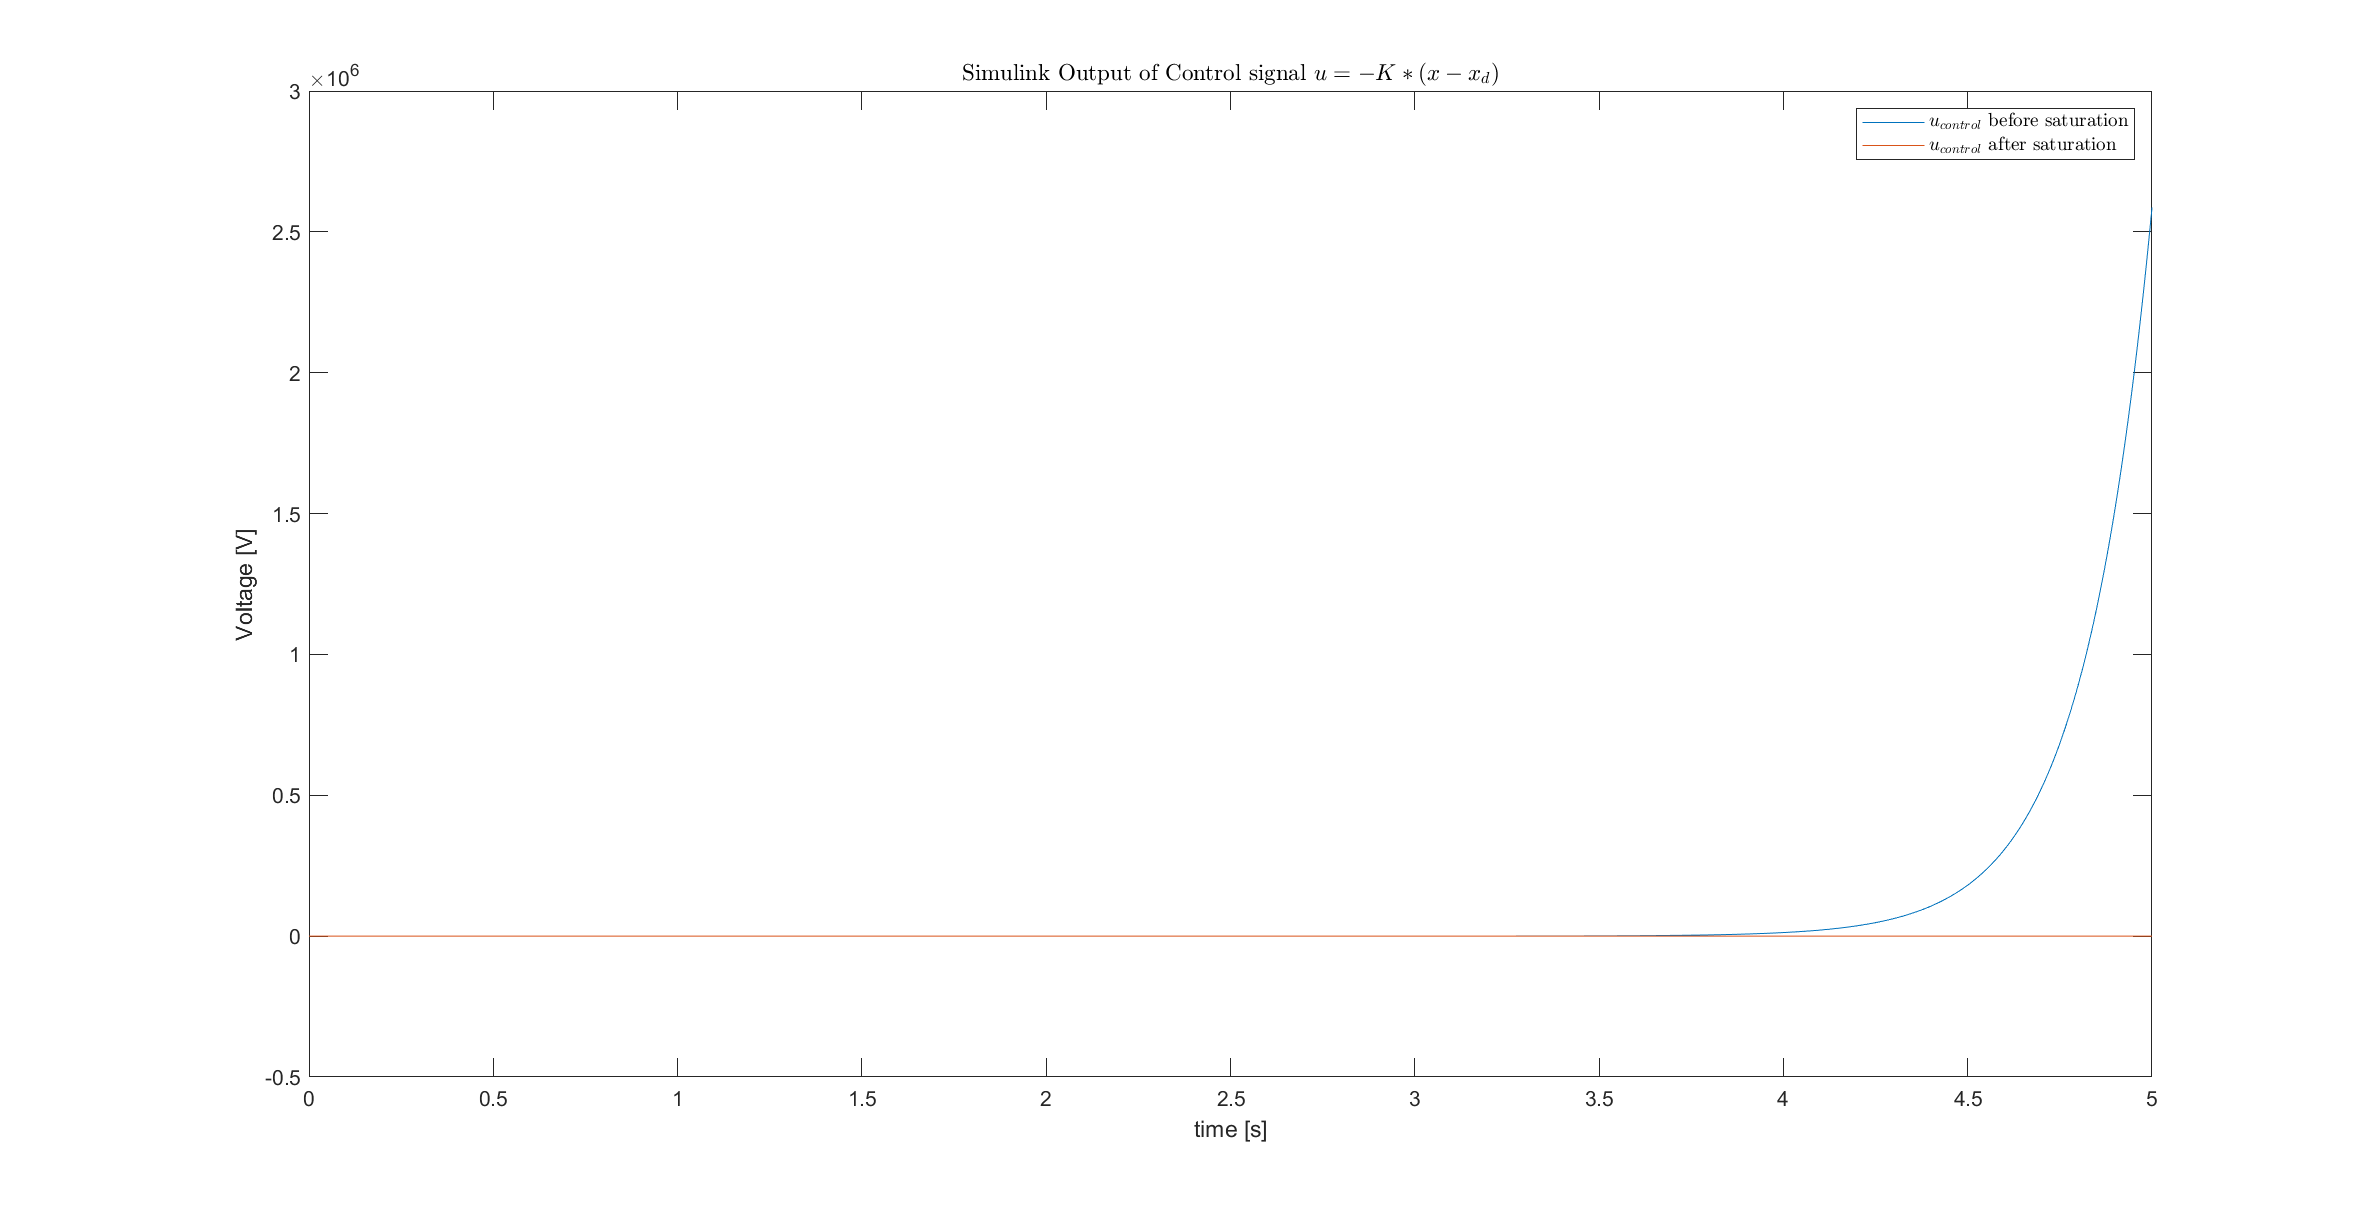 Simulink Output of Control signal u = −K ∗ (x − x_d)
×10^6
3
2.5
2
1.5
1
0.5
0
-0.5
Voltage [V]
u_control before saturation
u_control after saturation
0 0.5 1 1.5 2 2.5 3 3.5 4 4.5 5
time [s]